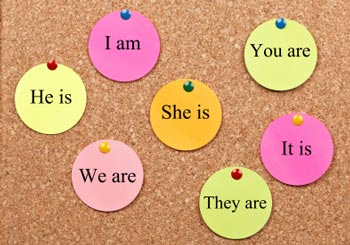 I am
You are
He is
She is
It is
We are
They are